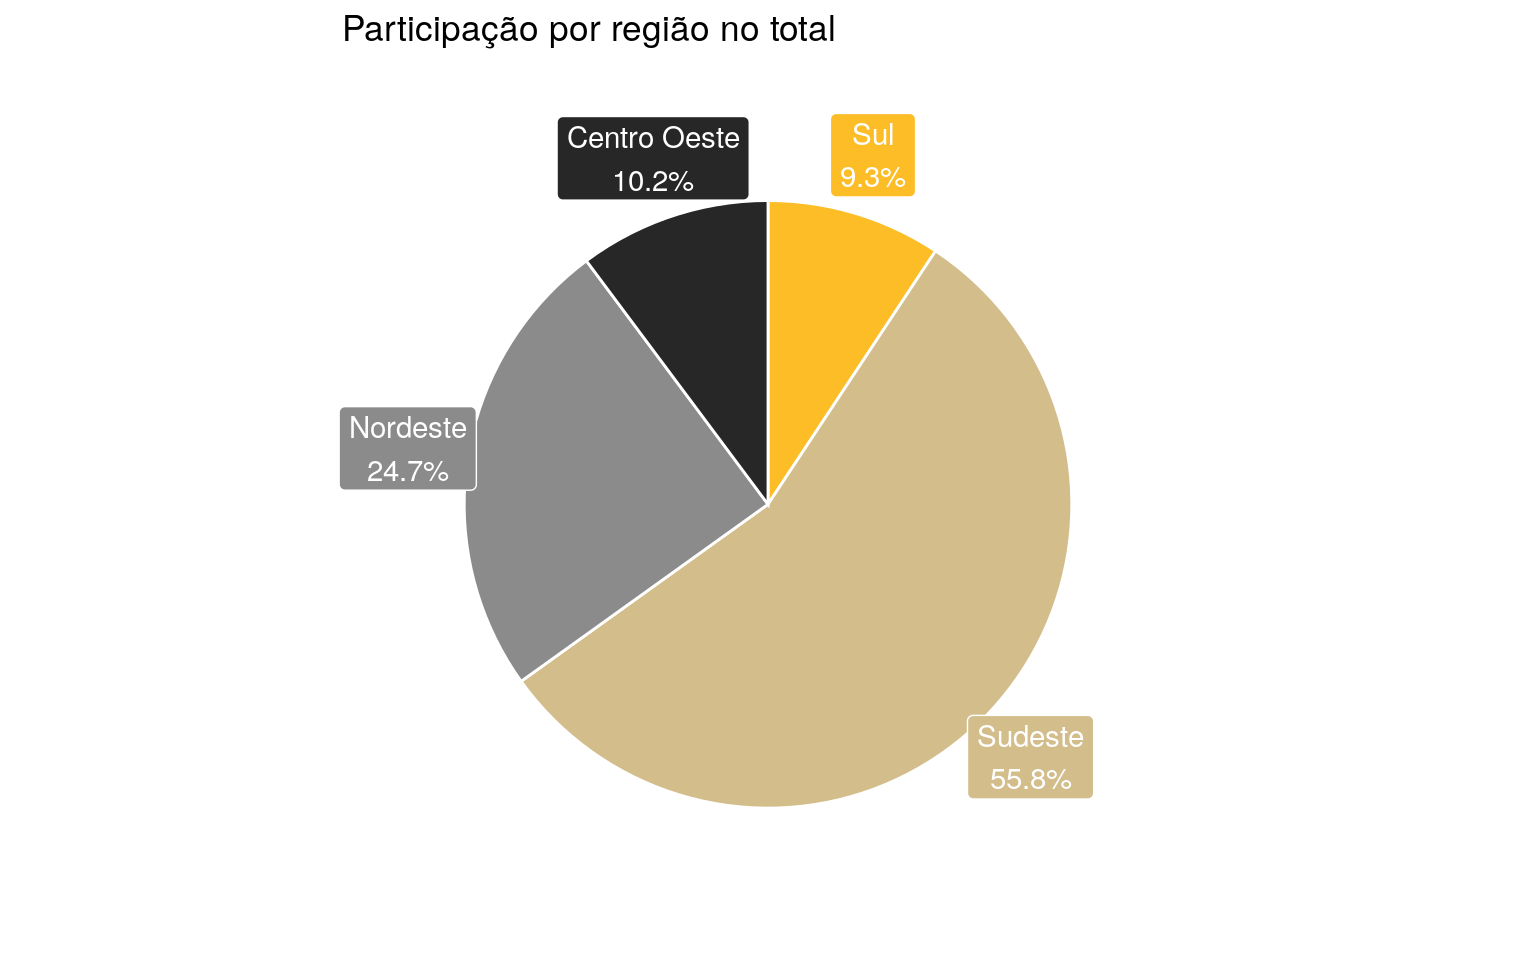 Participação por região no total
Centro Oeste
10.2%
Sul
9.3%
Nordeste
24.7%
Sudeste
55.8%